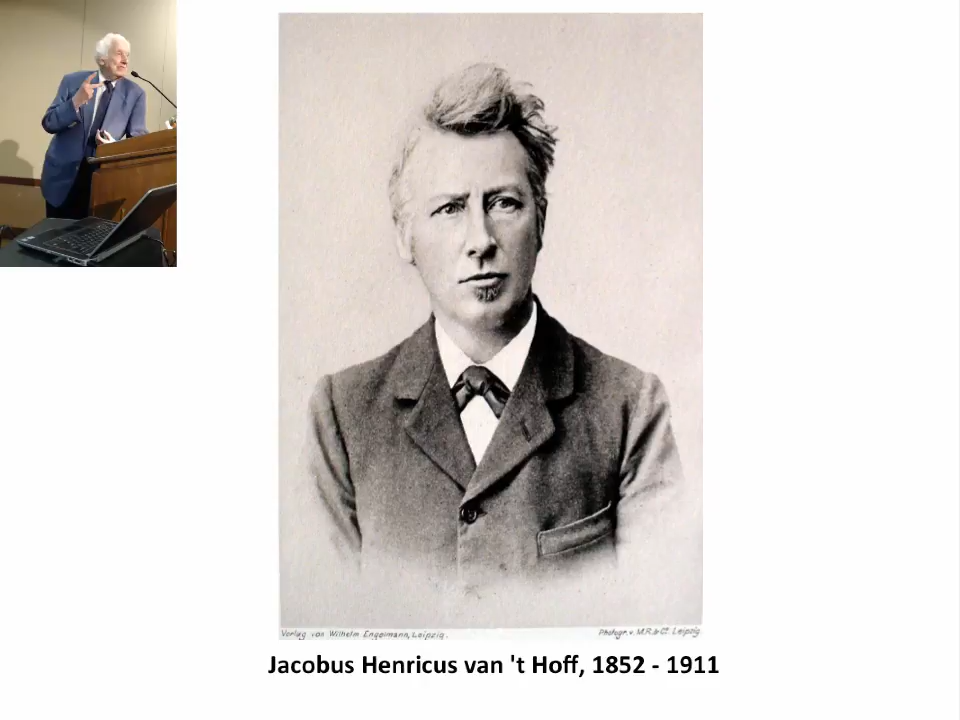 Verlag von Wilhelm Engelmann, Leipzig.
Photogr. v. M.R.& Co. Leipzig.
Jacobus Henricus van 't Hoff, 1852 - 1911